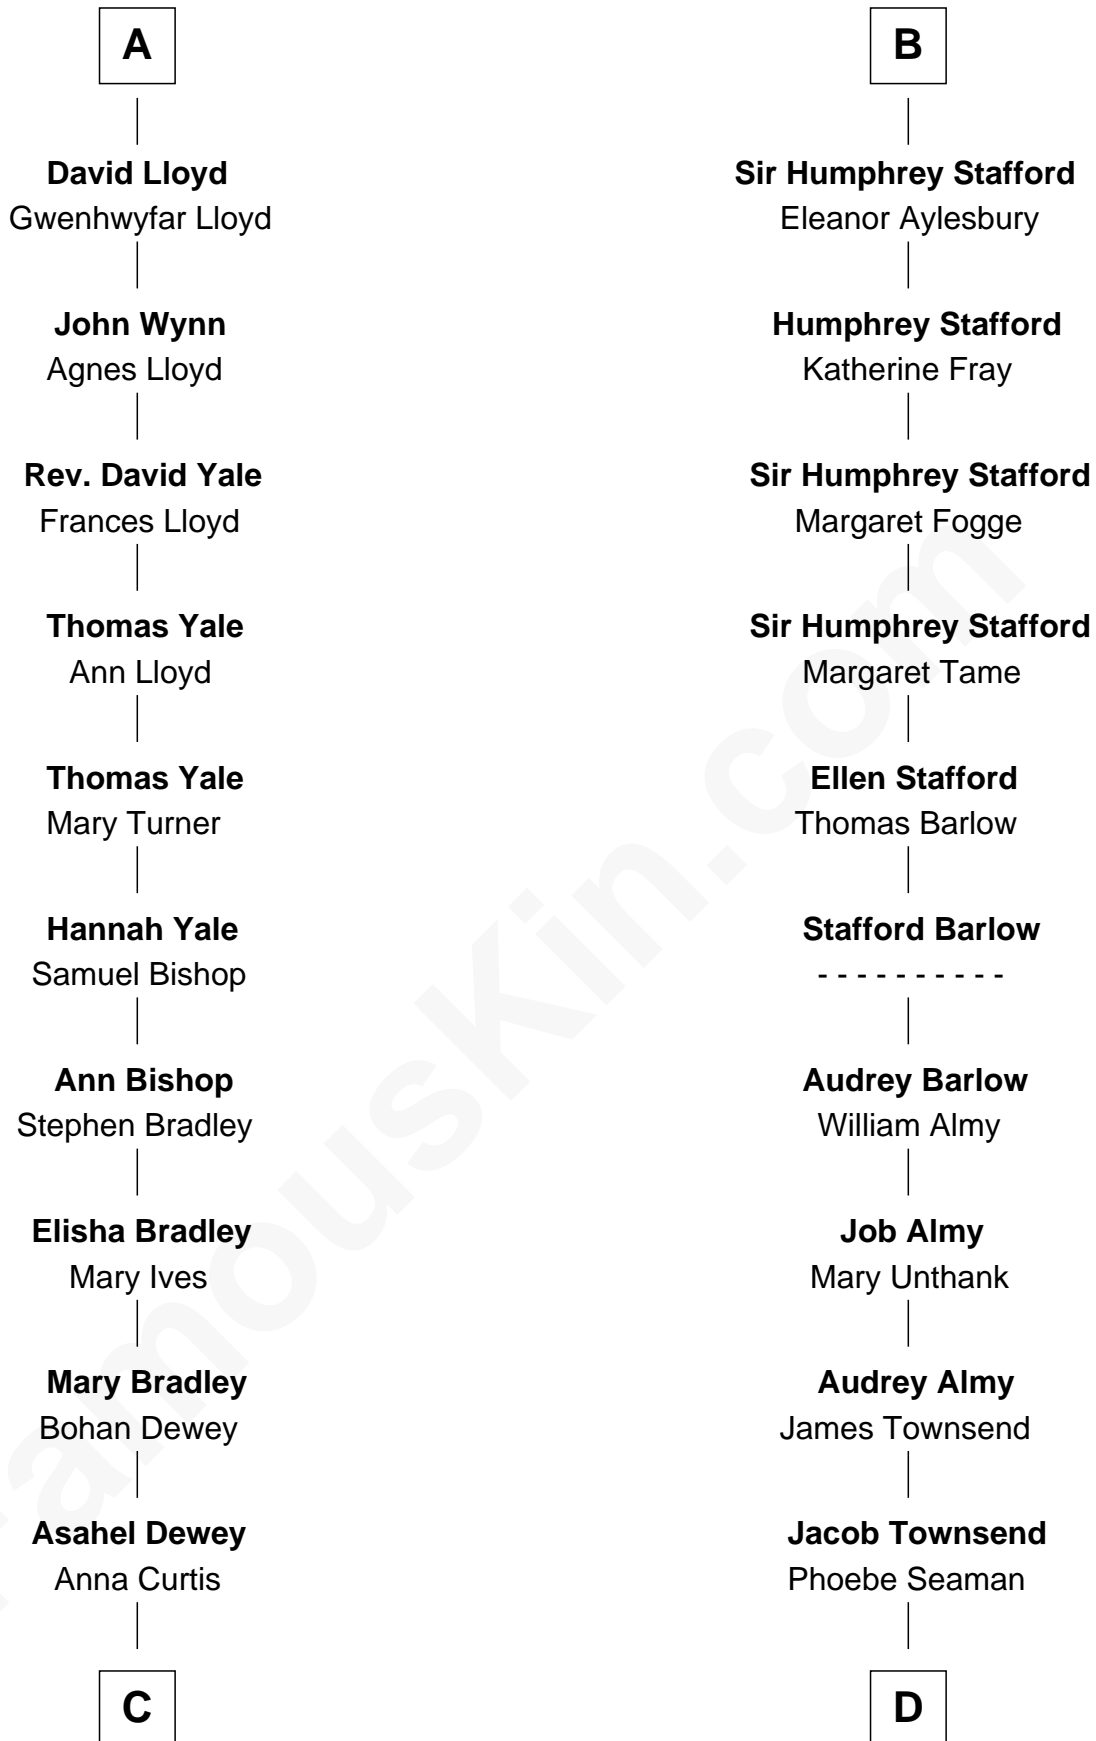 A
David Lloyd
Gwenhwyfar Lloyd
John Wynn
Agnes Lloyd
Rev. David Yale
Frances Lloyd
Thomas Yale
Ann Lloyd
Thomas Yale
Mary Turner
Hannah Yale
Samuel Bishop
Ann Bishop
Stephen Bradley
Elisha Bradley
Mary Ives
Mary Bradley
Bohan Dewey
Asahel Dewey
Anna Curtis
C
B
Sir Humphrey Stafford
Eleanor Aylesbury
Humphrey Stafford
Katherine Fray
Sir Humphrey Stafford
Margaret Fogge
Sir Humphrey Stafford
Margaret Tame
Ellen Stafford
Thomas Barlow
Stafford Barlow
- - - - - - - - - -
Audrey Barlow
William Almy
Job Almy
Mary Unthank
Audrey Almy
James Townsend
Jacob Townsend
Phoebe Seaman
D
FamousKin.com